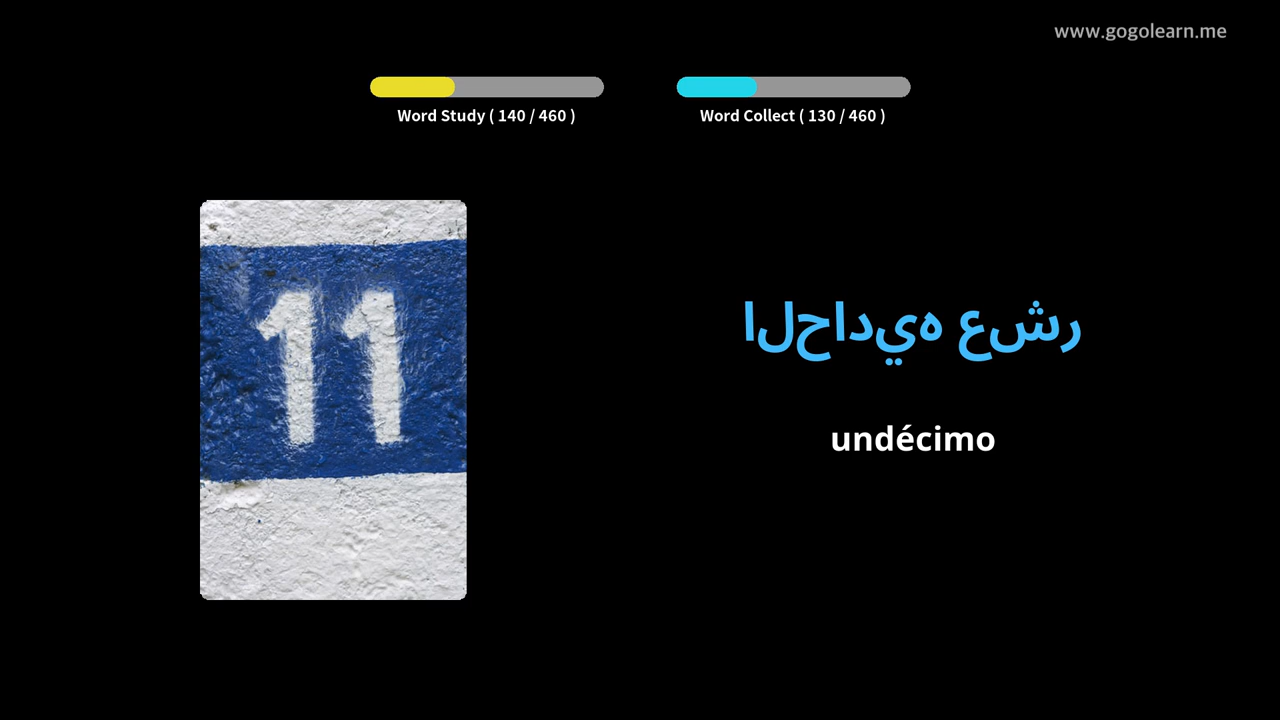 www.gogolearn.me
Word Study ( 140 / 460 )
Word Collect ( 130 / 460 )
11
الحاديه عشر
undécimo